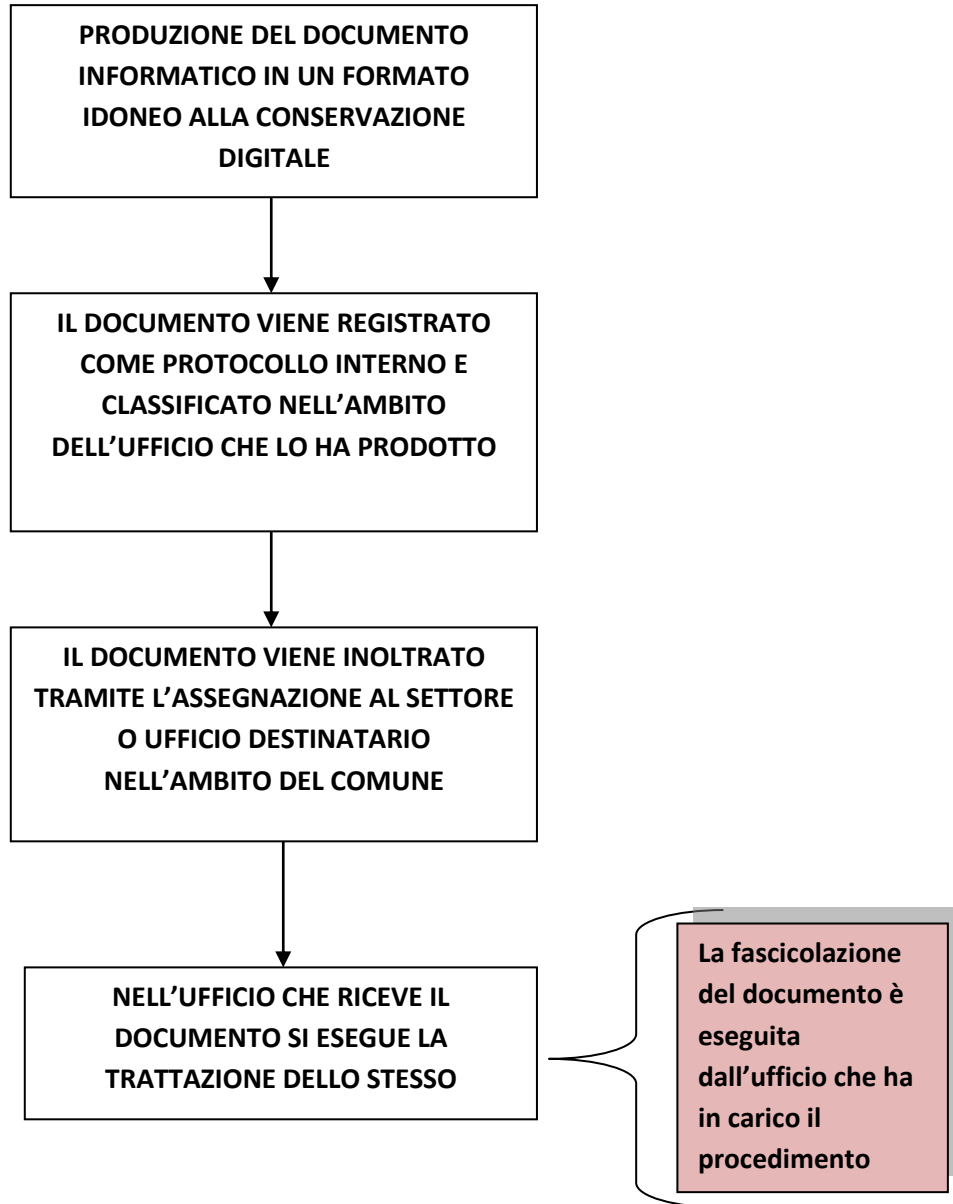 PRODUZIONE DEL DOCUMENTO
INFORMATICO IN UN FORMATO
IDONEO ALLA CONSERVAZIONE
DIGITALE
IL DOCUMENTO VIENE REGISTRATO
COME PROTOCOLLO INTERNO E
CLASSIFICATO NELL’AMBITO
DELL’UFFICIO CHE LO HA PRODOTTO
IL DOCUMENTO VIENE INOLTRATO
TRAMITE L’ASSEGNAZIONE AL SETTORE
O UFFICIO DESTINATARIO
NELL’AMBITO DEL COMUNE
NELL’UFFICIO CHE RICEVE IL
DOCUMENTO SI ESEGUE LA
TRATTAZIONE DELLO STESSO
La fascicolazione
del documento è
eseguita
dall’ufficio che ha
in carico il
procedimento